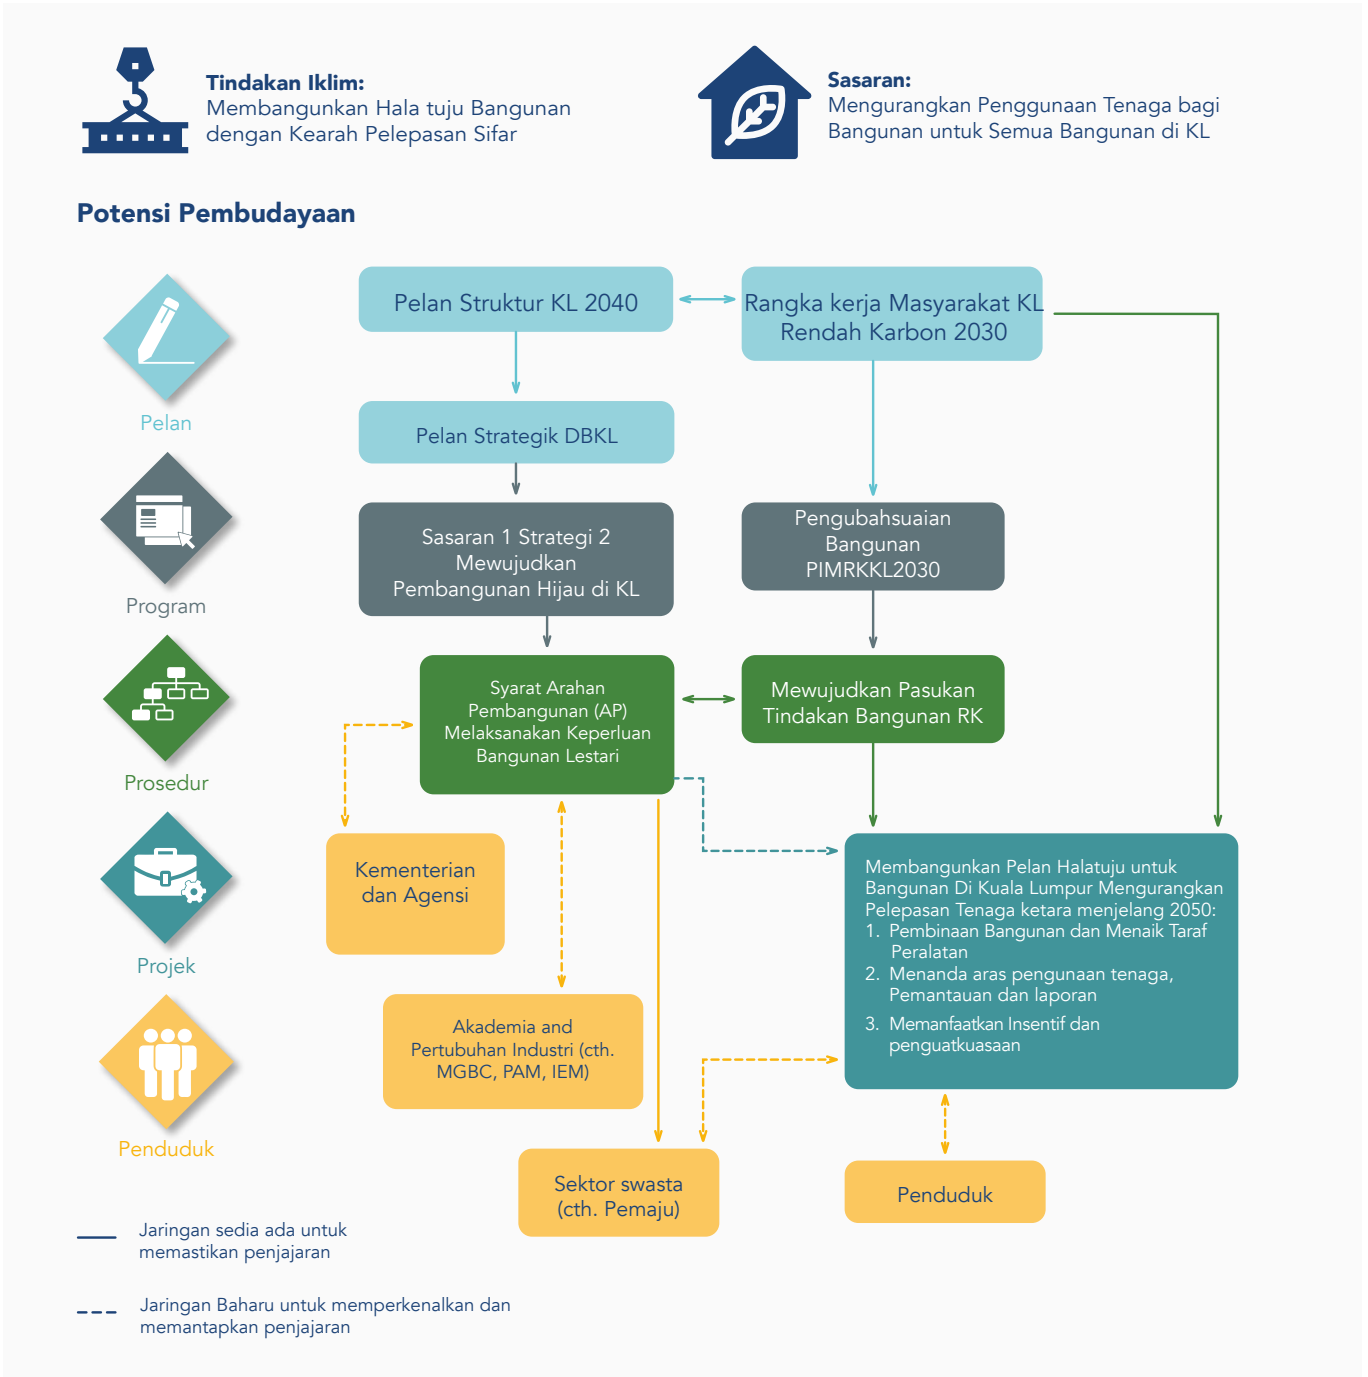 Tindakan Iklim:
Membangunkan Hala tuju Bangunan
dengan Kearah Pelepasan Sifar
Sasaran:
Mengurangkan Penggunaan Tenaga bagi
Bangunan untuk Semua Bangunan di KL
Potensi Pembudayaan
Pelan
Program
Prosedur
Projek
Penduduk
Pelan Struktur KL 2040
Rangka kerja Masyarakat KL
Rendah Karbon 2030
Pelan Strategik DBKL
Sasaran 1 Strategi 2
Mewujudkan
Pembangunan Hijau di KL
Pengubahsuaian
Bangunan
PIMRKKL2030
Syarat Arahan
Pembangunan (AP)
Melaksanakan Keperluan
Bangunan Lestari
Mewujudkan Pasukan
Tindakan Bangunan RK
Kementerian
dan Agensi
Membangunkan Pelan Halatuju untuk
Bangunan Di Kuala Lumpur Mengurangkan
Pelepasan Tenaga ketara menjelang 2050:
1. Pembinaan Bangunan dan Menaik Taraf
Peralatan
2. Menanda aras pengunaan tenaga,
Pemantauan dan laporan
3. Memanfaatkan Insentif dan
penguatkuasaan
Akademia and
Pertubuhan Industri (cth.
MGBC, PAM, IEM)
Sektor swasta
(cth. Pemaju)
Penduduk
Jaringan sedia ada untuk
memastikan penjajaran
Jaringan Baharu untuk memperkenalkan dan
memantapkan penjajaran